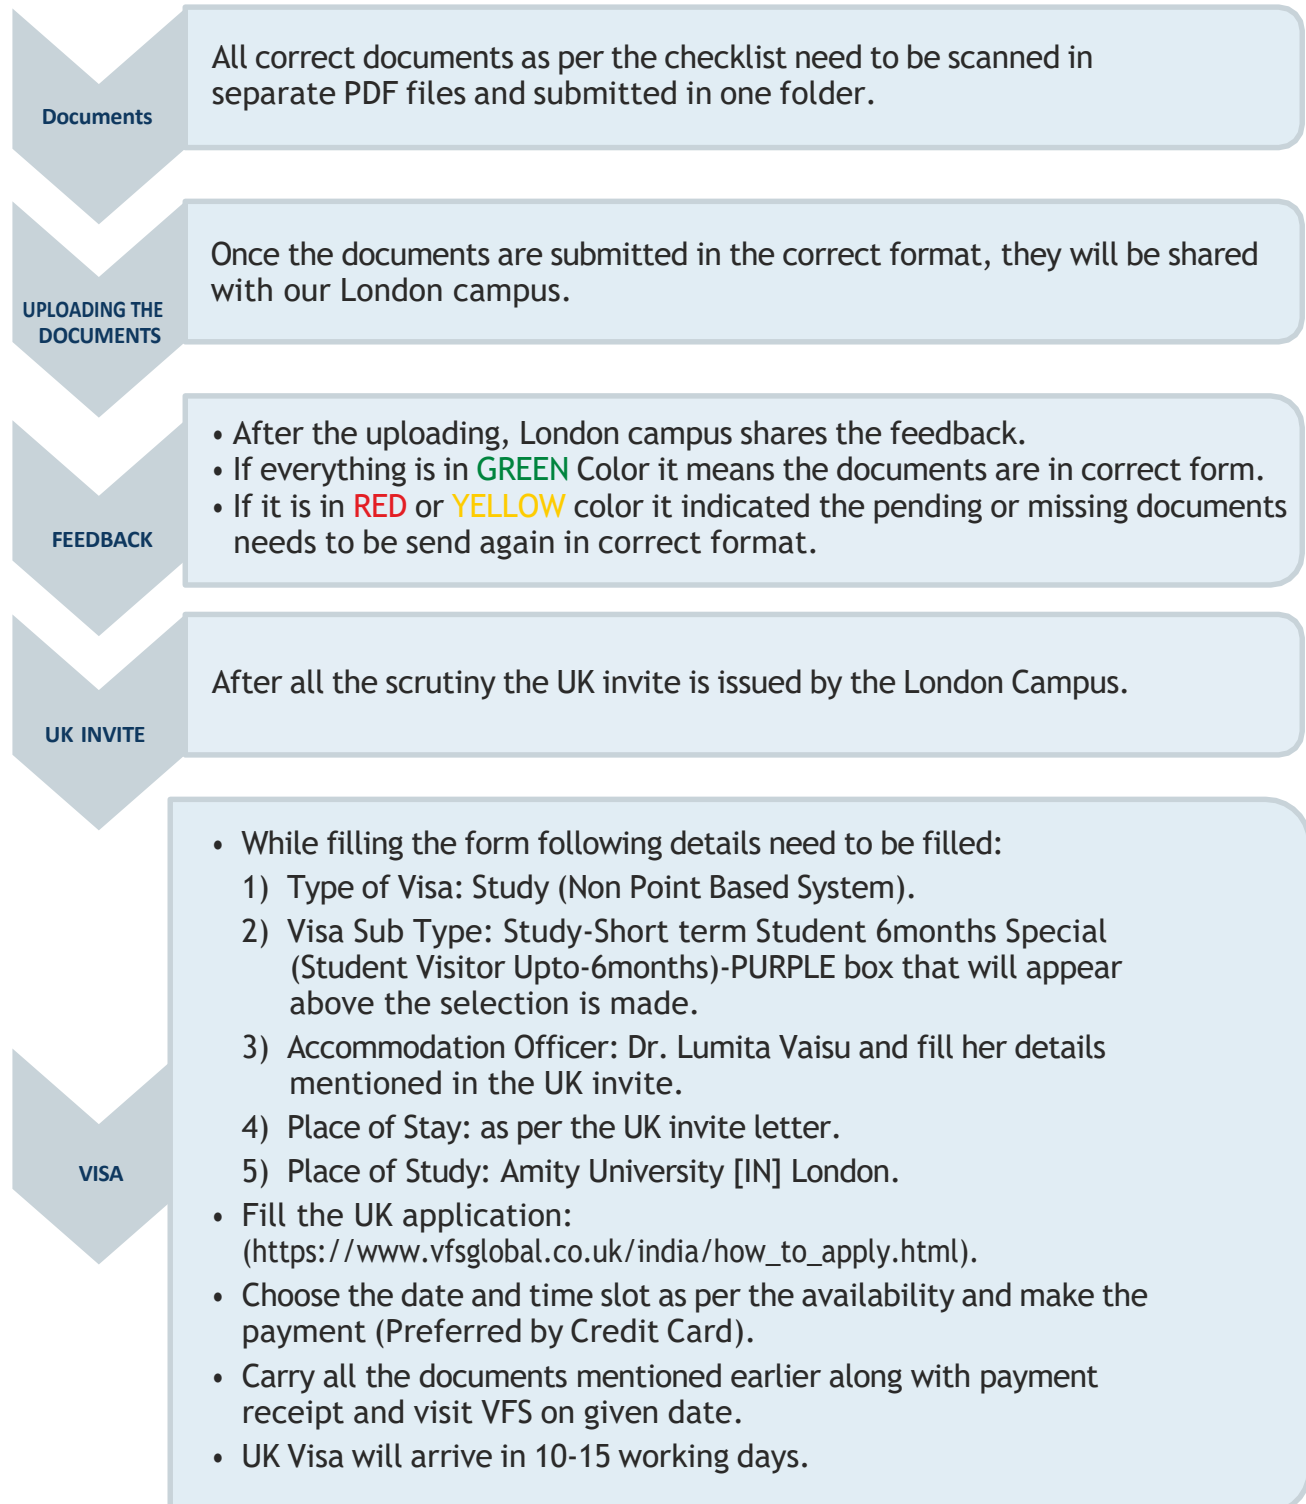 Documents
All correct documents as per the checklist need to be scanned in
separate PDF files and submitted in one folder.
UPLOADING THE
DOCUMENTS
Once the documents are submitted in the correct format, they will be shared
with our London campus.
FEEDBACK
• After the uploading, London campus shares the feedback.
• If everything is in GREEN Color it means the documents are in correct form.
• If it is in RED or YELLOW color it indicated the pending or missing documents
needs to be send again in correct format.
UK INVITE
After all the scrutiny the UK invite is issued by the London Campus.
VISA
• While filling the form following details need to be filled:
1) Type of Visa: Study (Non Point Based System).
2) Visa Sub Type: Study-Short term Student 6months Special
(Student Visitor Upto-6months)-PURPLE box that will appear
above the selection is made.
3) Accommodation Officer: Dr. Lumita Vaisu and fill her details
mentioned in the UK invite.
4) Place of Stay: as per the UK invite letter.
5) Place of Study: Amity University [IN] London.
• Fill the UK application:
(https://www.vfsglobal.co.uk/india/how_to_apply.html).
• Choose the date and time slot as per the availability and make the
payment (Preferred by Credit Card).
• Carry all the documents mentioned earlier along with payment
receipt and visit VFS on given date.
• UK Visa will arrive in 10-15 working days.